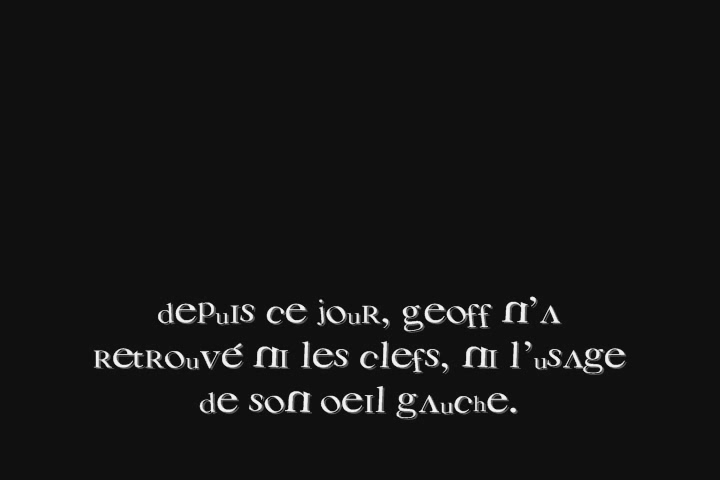 depuis ce jour, geoff n'a
retrouvé ni les clefs, ni l'usage
de son oeil gauche.